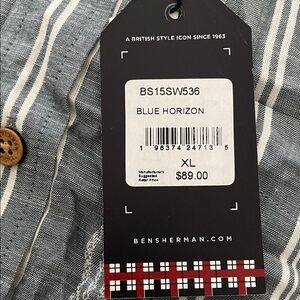 A BRITISH STYLE ICON SINCE 1963
BS15SW536
BLUE HORIZON
1 98374 24713 5
XL
Manufacturer's
Suggested
Retail Price
$89.00
BENSHERMAN.COM